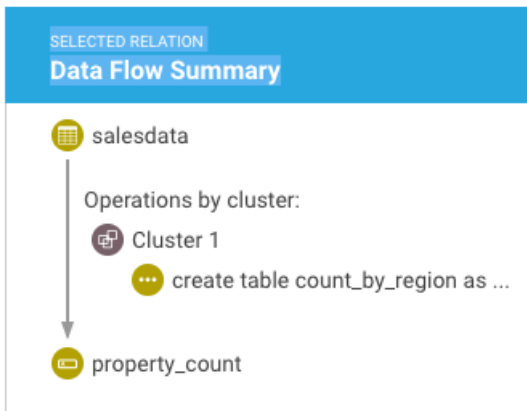 SELECTED RELATION
Data Flow Summary
salesdata
Operations by cluster:
Cluster 1
create table count_by_region as ...
property_count